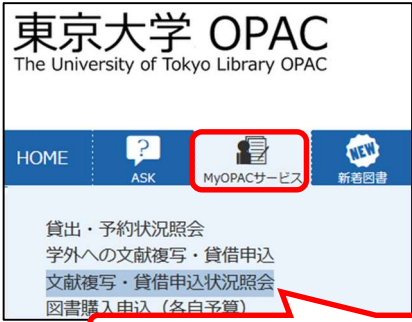 東京大学 OPAC
The University of Tokyo Library OPAC
HOME
?
ASK
MyOPACサービス
NEW
新着図書
貸出・予約状況照会
学外への文献複写・貸借申込
文献複写・貸借申込状況照会
図書購入申込（各自予算）